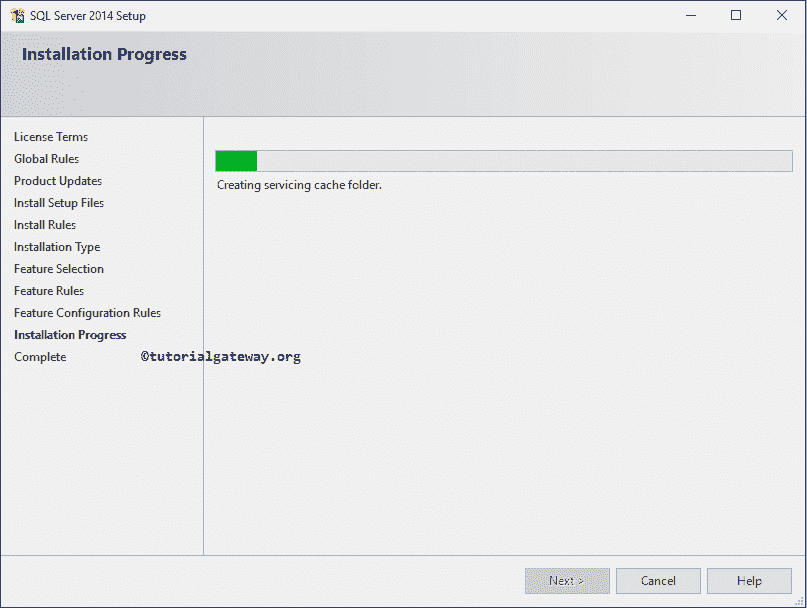 SQL Server 2014 Setup
Installation Progress
License Terms
Global Rules
Product Updates
Install Setup Files
Install Rules
Installation Type
Feature Selection
Feature Rules
Feature Configuration Rules
Installation Progress
Complete
©tutorialgateway.org
Creating servicing cache folder.
Next >
Cancel
Help